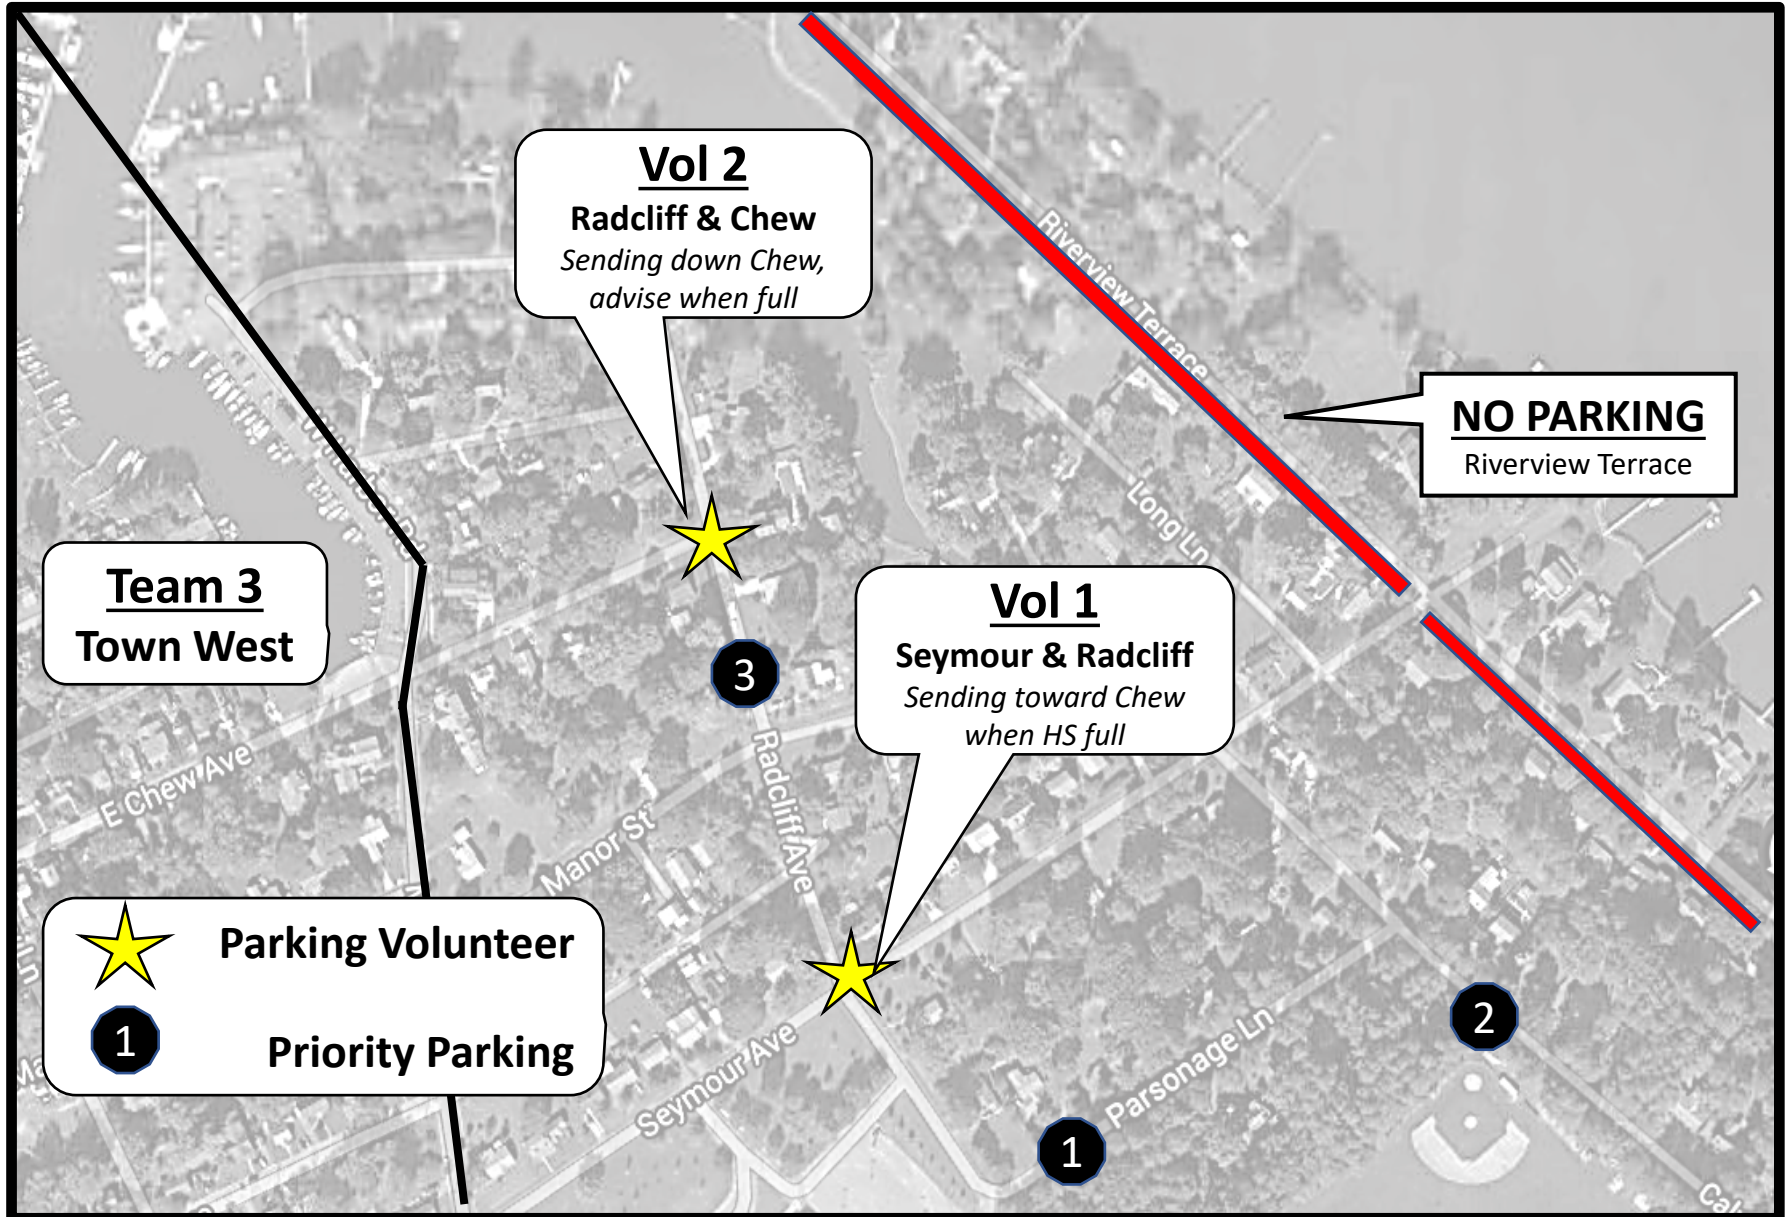 Vol 2
Radcliff & Chew
Sending down Chew,
advise when full
Riverview Terrace
NO PARKING
Riverview Terrace
Long Ln
Team 3
Town West
Vol 1
Seymour & Radcliff
Sending toward Chew
when HS full
3
E Chew Ave
Radcliff Ave
Manor St
Parking Volunteer
1
Priority Parking
Seymour Ave
Parsonage Ln
2
1